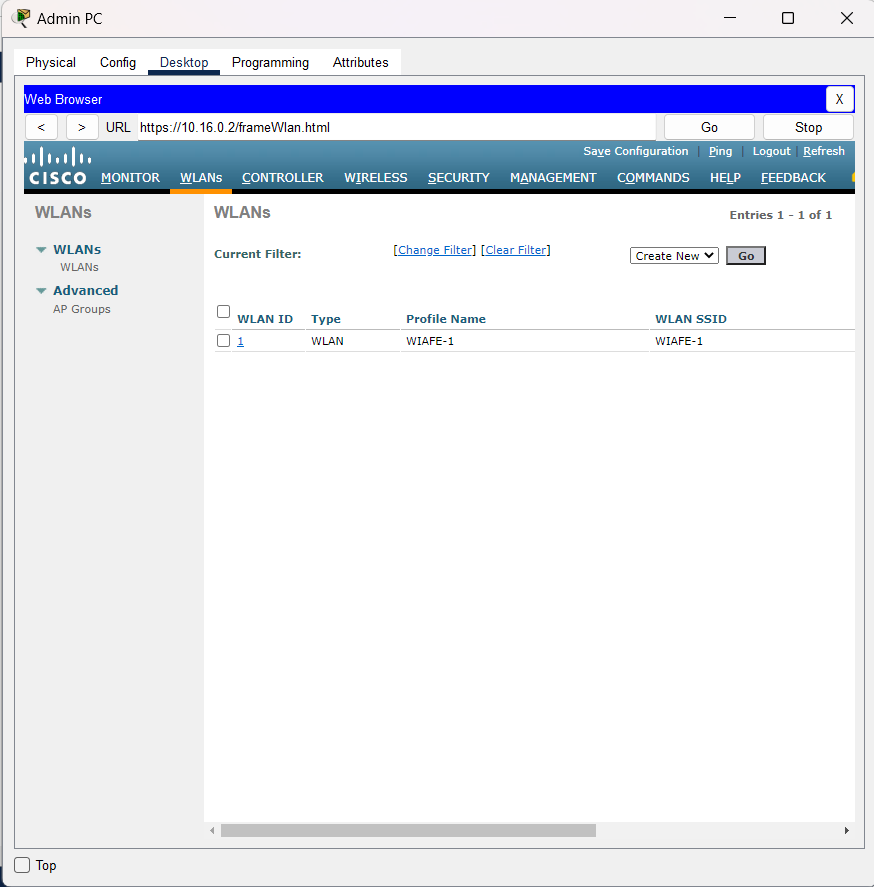 Admin PC
Physical Config Desktop Programming Attributes
Web Browser X
< > URL https://10.16.0.2/frameWlan.html Go Stop
Save Configuration | Ping | Logout | Refresh
CISCO MONITOR WLANs CONTROLLER WIRELESS SECURITY MANAGEMENT COMMANDS HELP FEEDBACK
WLANs
WLANs
WLANs
Advanced
AP Groups
WLANs Entries 1 - 1 of 1
Current Filter: [Change Filter] [Clear Filter] Create New Go
WLAN ID Type Profile Name WLAN SSID
1 WLAN WIAFE-1 WIAFE-1
Top